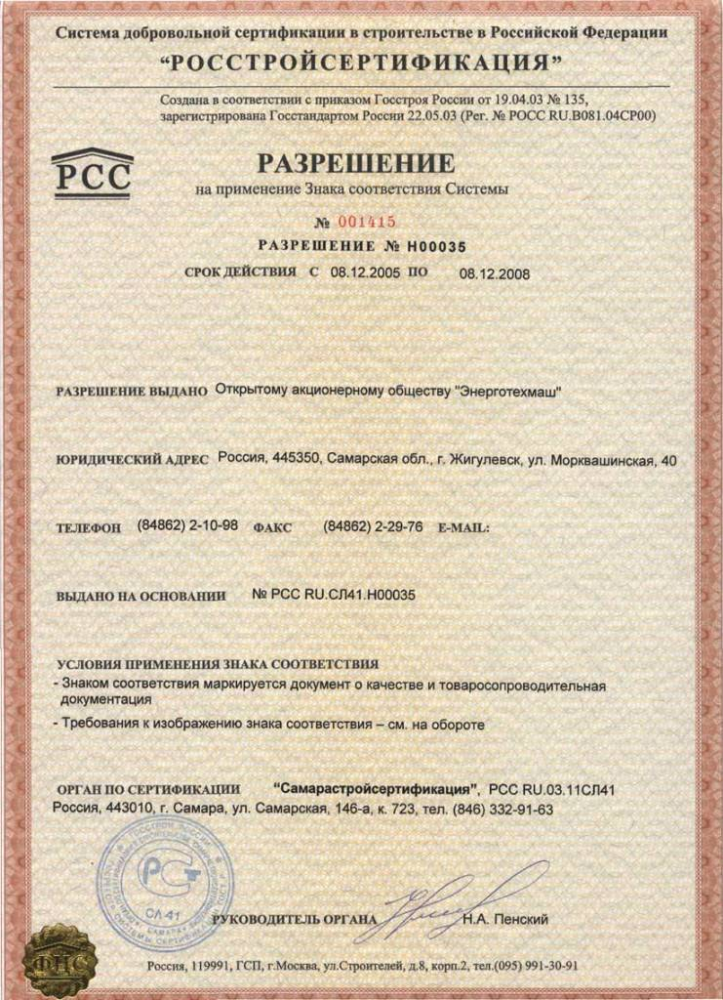 Система добровольной сертификации в строительстве в Российской Федерации
“РОССТРОЙСЕРТИФИКАЦИЯ”
Создана в соответствии с приказом Госстроя России от 19.04.03 № 135,
зарегистрирована Госстандартом России 22.05.03 (Рег. № РОСС RU.В081.04СР00)
РСС
РАЗРЕШЕНИЕ
на применение Знака соответствия Системы
№ 001415
РАЗРЕШЕНИЕ № Н00035
СРОК ДЕЙСТВИЯ С 08.12.2005 ПО 08.12.2008
РАЗРЕШЕНИЕ ВЫДАНО Открытому акционерному обществу "Энерготехмаш"
ЮРИДИЧЕСКИЙ АДРЕС Россия, 445350, Самарская обл., г. Жигулевск, ул. Морквашинская, 40
ТЕЛЕФОН (84862) 2-10-98 ФАКС (84862) 2-29-76 E-MAIL:
ВЫДАНО НА ОСНОВАНИИ № РСС RU.СЛ41.Н00035
УСЛОВИЯ ПРИМЕНЕНИЯ ЗНАКА СООТВЕТСТВИЯ
- Знаком соответствия маркируется документ о качестве и товаросопроводительная
документация
- Требования к изображению знака соответствия – см. на обороте
ОРГАН ПО СЕРТИФИКАЦИИ "Самарастройсертификация", РСС RU.03.11СЛ41
Россия, 443010, г. Самара, ул. Самарская, 146-а, к. 723, тел. (846) 332-91-63
СЛ 41
САМАРА
РУКОВОДИТЕЛЬ ОРГАНА Н.А. Пенский
ФЦС
Россия, 119991, ГСП, г.Москва, ул.Строителей, д.8, корп.2, тел.(095) 991-30-91